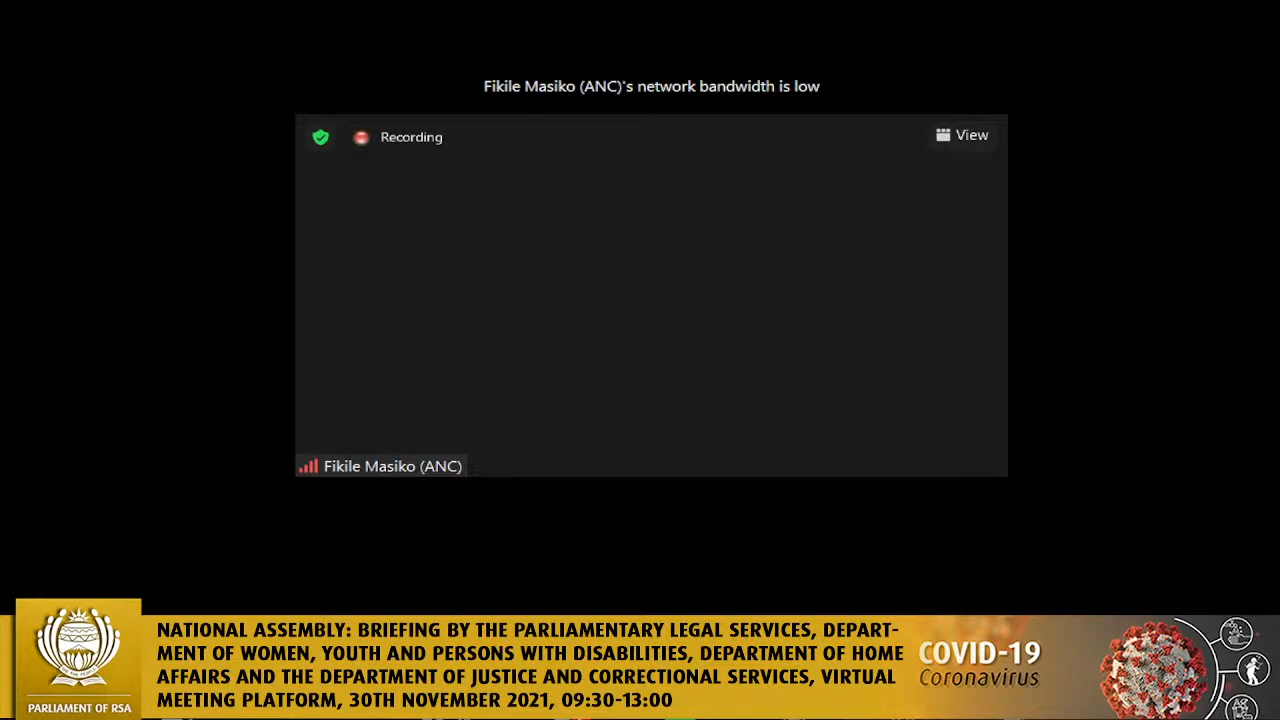 Fikile Masiko (ANC)'s network bandwidth is low
Recording
View
Fikile Masiko (ANC)
NATIONAL ASSEMBLY: BRIEFING BY THE PARLIAMENTARY LEGAL SERVICES, DEPART-
MENT OF WOMEN, YOUTH AND PERSONS WITH DISABILITIES, DEPARTMENT OF HOME
AFFAIRS AND THE DEPARTMENT OF JUSTICE AND CORRECTIONAL SERVICES, VIRTUAL
MEETING PLATFORM, 30TH NOVEMBER 2021, 09:30-13:00
PARLIAMENT OF RSA
COVID-19
Coronavirus